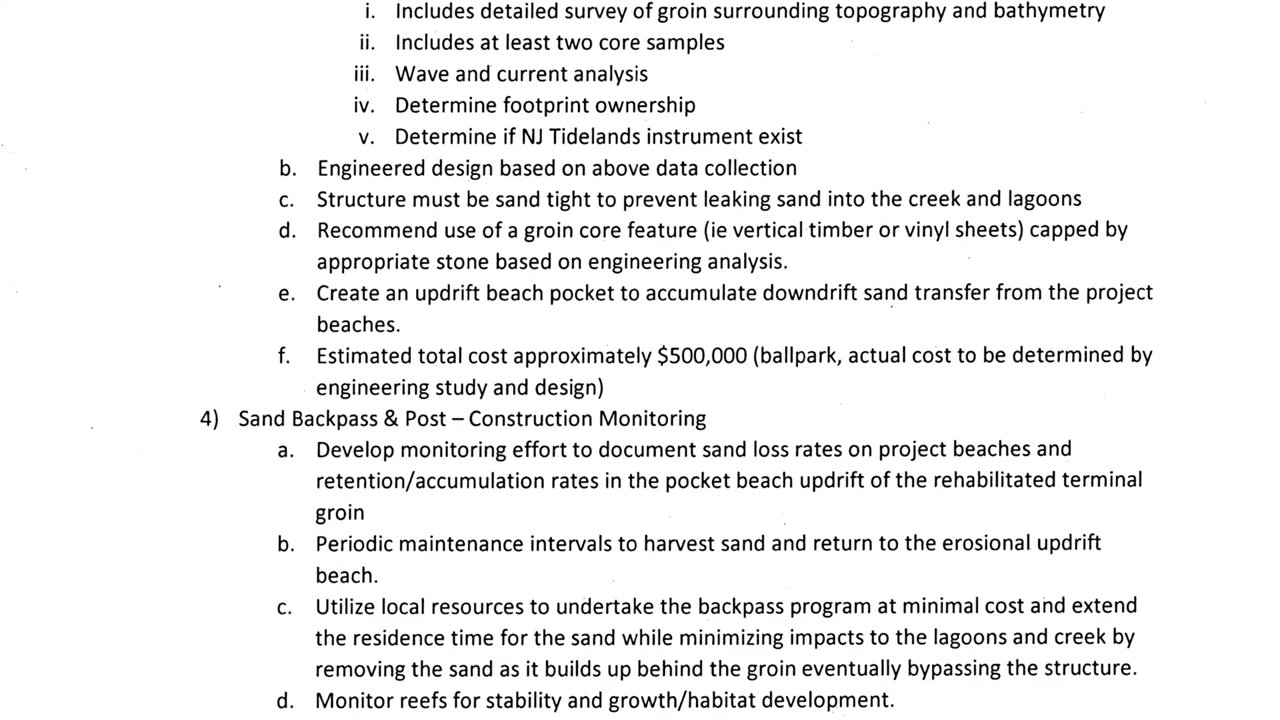 i. Includes detailed survey of groin surrounding topography and bathymetry
ii. Includes at least two core samples
iii. Wave and current analysis
iv. Determine footprint ownership
v. Determine if NJ Tidelands instrument exist
b. Engineered design based on above data collection
c. Structure must be sand tight to prevent leaking sand into the creek and lagoons
d. Recommend use of a groin core feature (ie vertical timber or vinyl sheets) capped by
appropriate stone based on engineering analysis.
e. Create an updrift beach pocket to accumulate downdrift sand transfer from the project
beaches.
f. Estimated total cost approximately $500,000 (ballpark, actual cost to be determined by
engineering study and design)
4) Sand Backpass & Post – Construction Monitoring
a. Develop monitoring effort to document sand loss rates on project beaches and
retention/accumulation rates in the pocket beach updrift of the rehabilitated terminal
groin
b. Periodic maintenance intervals to harvest sand and return to the erosional updrift
beach.
c. Utilize local resources to undertake the backpass program at minimal cost and extend
the residence time for the sand while minimizing impacts to the lagoons and creek by
removing the sand as it builds up behind the groin eventually bypassing the structure.
d. Monitor reefs for stability and growth/habitat development.